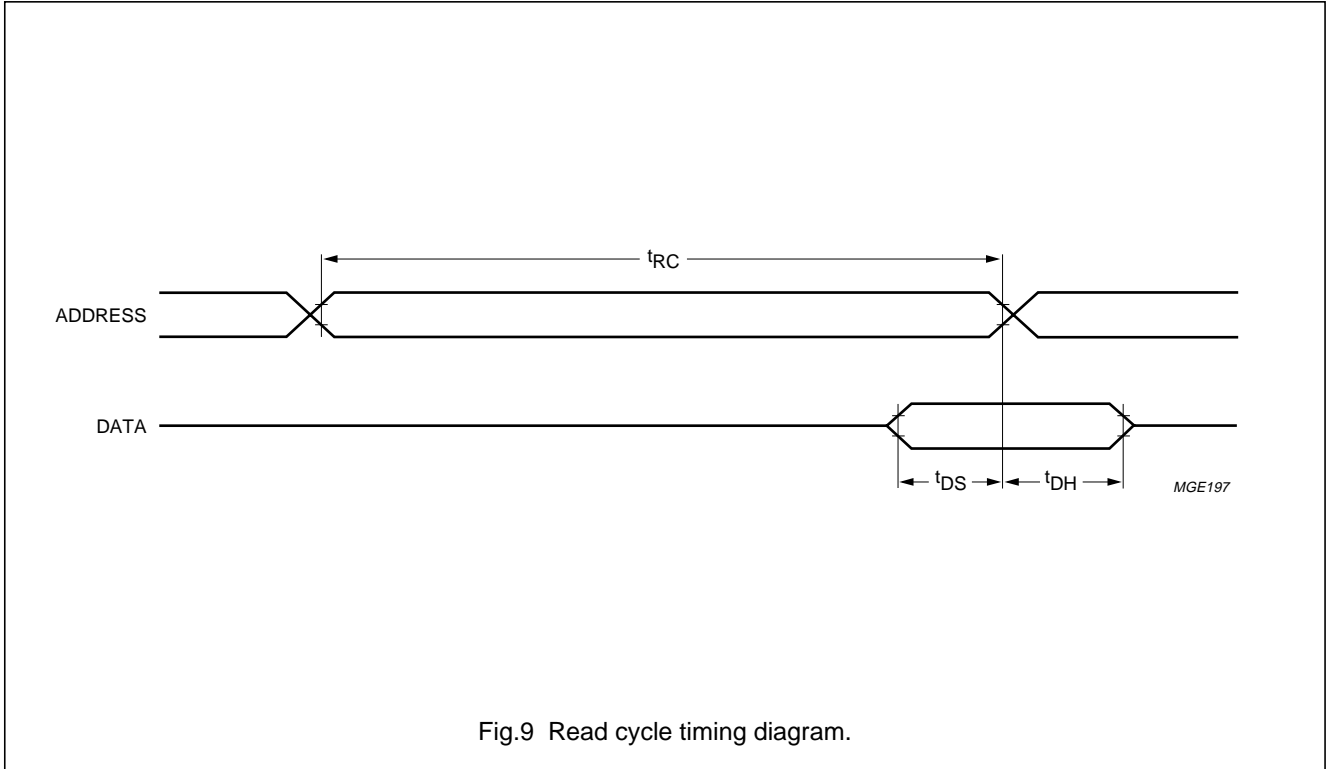 tRC
ADDRESS
DATA
tDS
tDH
MGE197
Fig.9 Read cycle timing diagram.